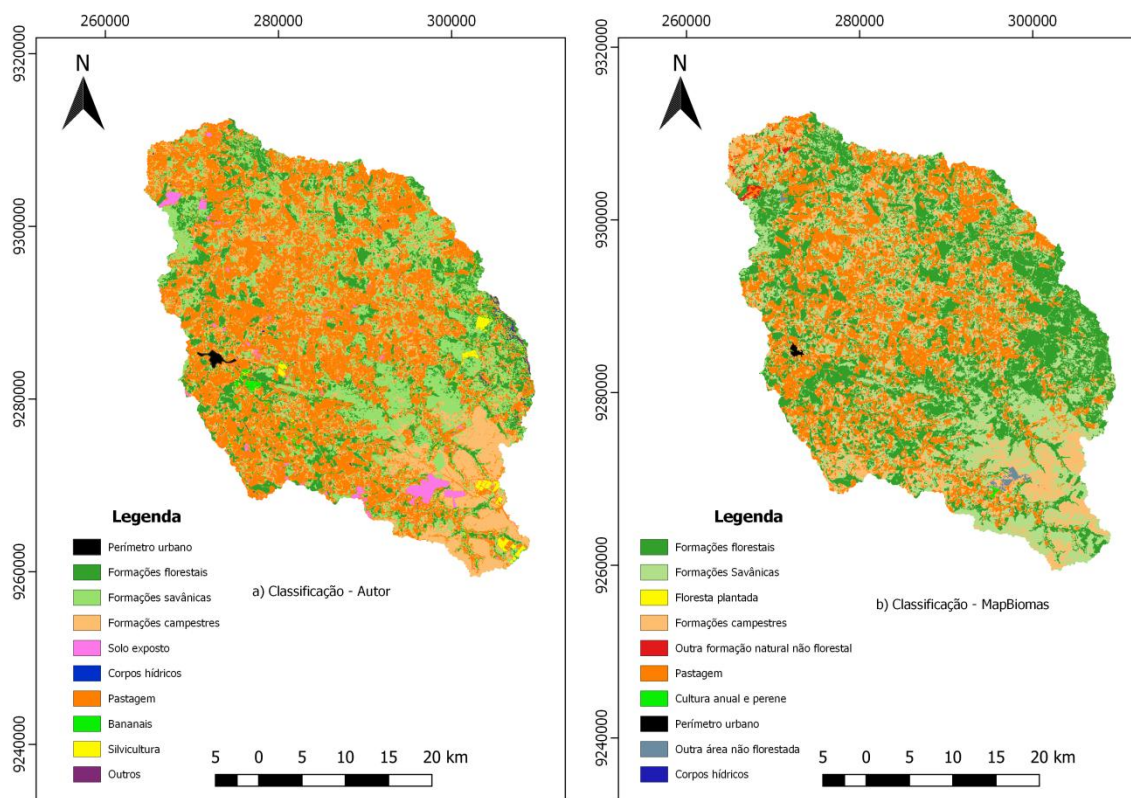 260000 280000 300000
9320000
9300000
9280000
9260000
9240000
N
Legenda
Perímetro urbano
Formações florestais
Formações savânicas
Formações campestres
Solo exposto
Corpos hídricos
Pastagem
Bananais
Silvicultura
Outros
a) Classificação - Autor
5 0 5 10 15 20 km
260000 280000 300000
9320000
9300000
9280000
9260000
9240000
N
Legenda
Formações florestais
Formações Savânicas
Floresta plantada
Formações campestres
Outra formação natural não florestal
Pastagem
Cultura anual e perene
Perímetro urbano
Outra área não florestada
Corpos hídricos
b) Classificação - MapBiomas
5 0 5 10 15 20 km